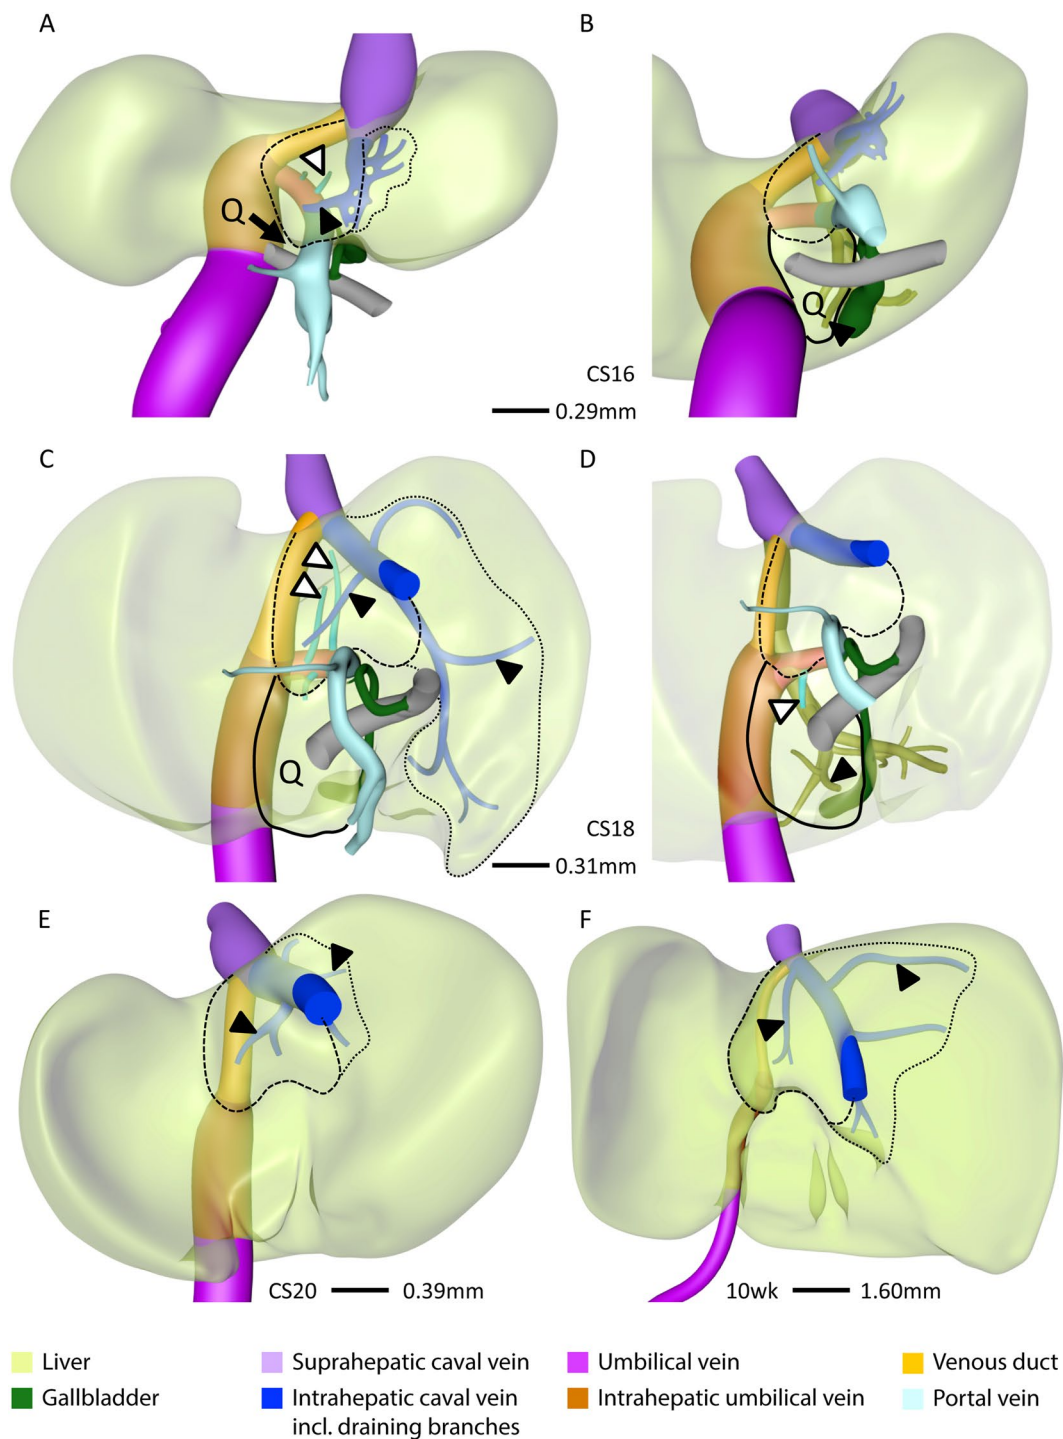 A
B
Q
Q
CS16
0.29mm
C
D
Q
CS18
0.31mm
E
F
CS20 0.39mm
10wk 1.60mm
Liver
Suprahepatic caval vein
Umbilical vein
Venous duct
Gallbladder
Intrahepatic caval vein
incl. draining branches
Intrahepatic umbilical vein
Portal vein